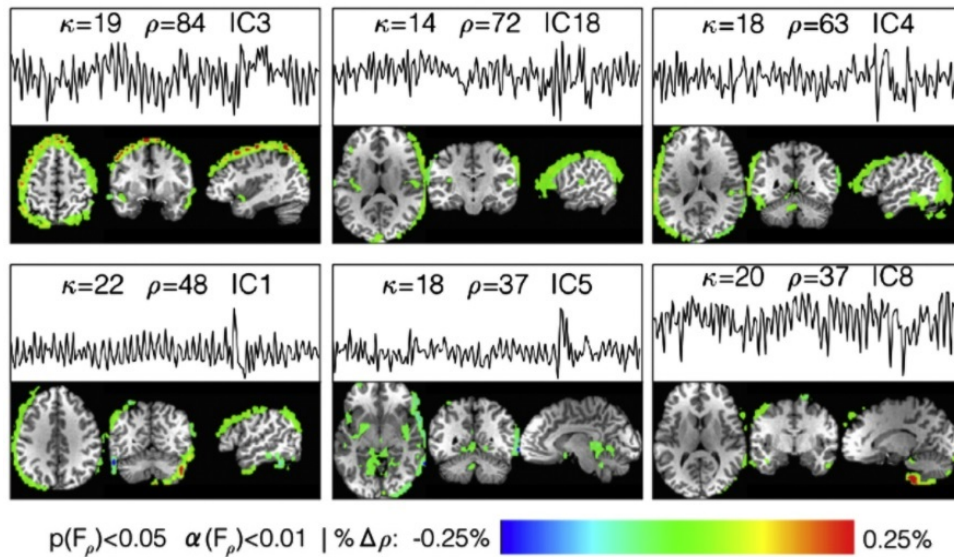 κ=19 ρ=84 IC3
κ=14 ρ=72 IC18
κ=18 ρ=63 IC4
κ=22 ρ=48 IC1
κ=18 ρ=37 IC5
κ=20 ρ=37 IC8
p(Fρ)<0.05 α(Fρ)<0.01 | % Δρ: -0.25% 0.25%